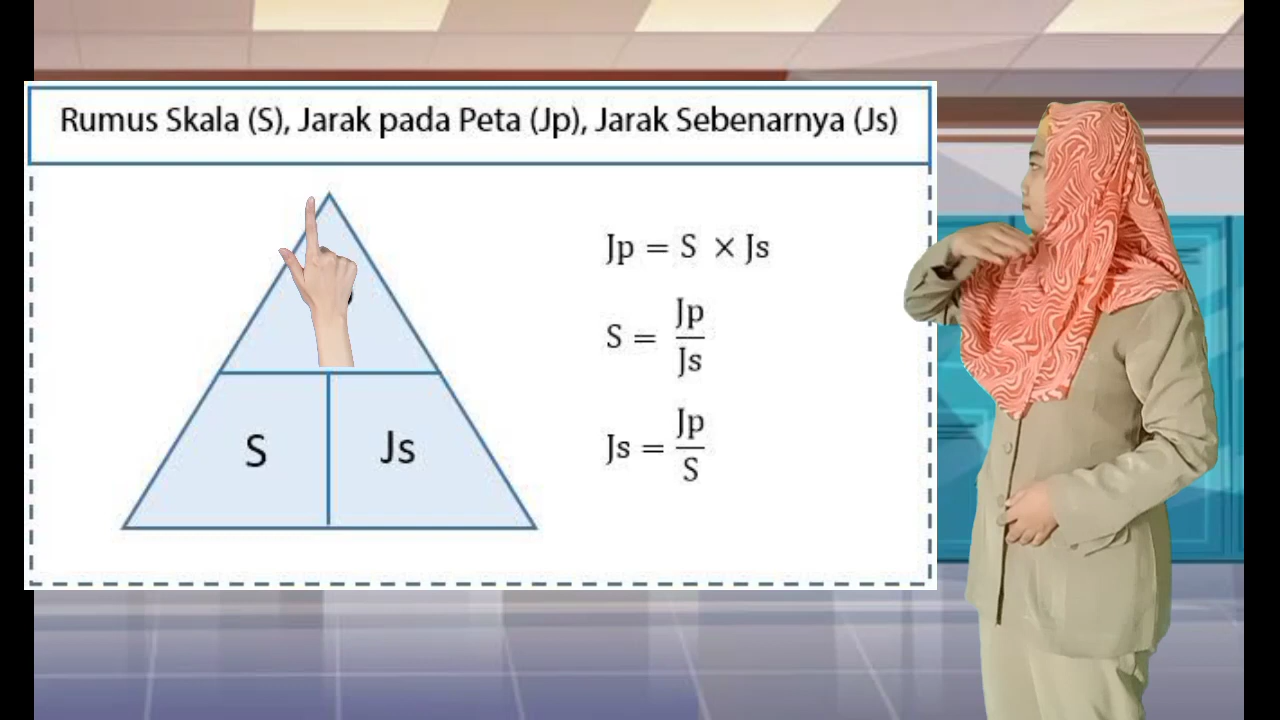 Rumus Skala (S), Jarak pada Peta (Jp), Jarak Sebenarnya (Js)
S Js
Jp = S × Js
S = Jp/Js
Js = Jp/S